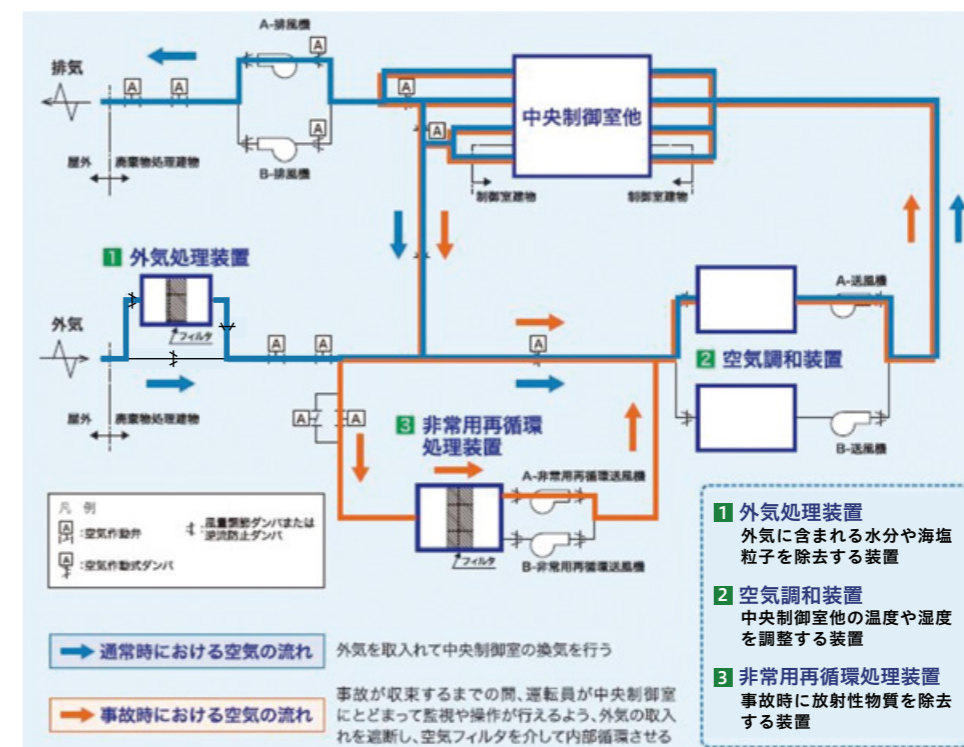 A-排風機
A
排気
A
A
A
中央制御室他
A
A
屋外
廃棄物処理建物
B-排風機
制御室建物
制御室建物
1 外気処理装置
A-送風機
外気
フィルタ
A
A
A
2 空気調和装置
屋外
廃棄物処理建物
A
A
3 非常用再循環
処理装置
B-送風機
A-非常用再循環送風機
フィルタ
B-非常用再循環送風機
凡 例
A :空気作動弁
:風量調節ダンパまたは
逆流防止ダンパ
A :空気作動式ダンパ
1 外気処理装置
外気に含まれる水分や海塩
粒子を除去する装置
2 空気調和装置
中央制御室他の温度や湿度
を調整する装置
3 非常用再循環処理装置
事故時に放射性物質を除去
する装置
通常時における空気の流れ
外気を取入れて中央制御室の換気を行う
事故時における空気の流れ
事故が収束するまでの間、運転員が中央制御室
にとどまって監視や操作が行えるよう、外気の取入
れを遮断し、空気フィルタを介して内部循環させる